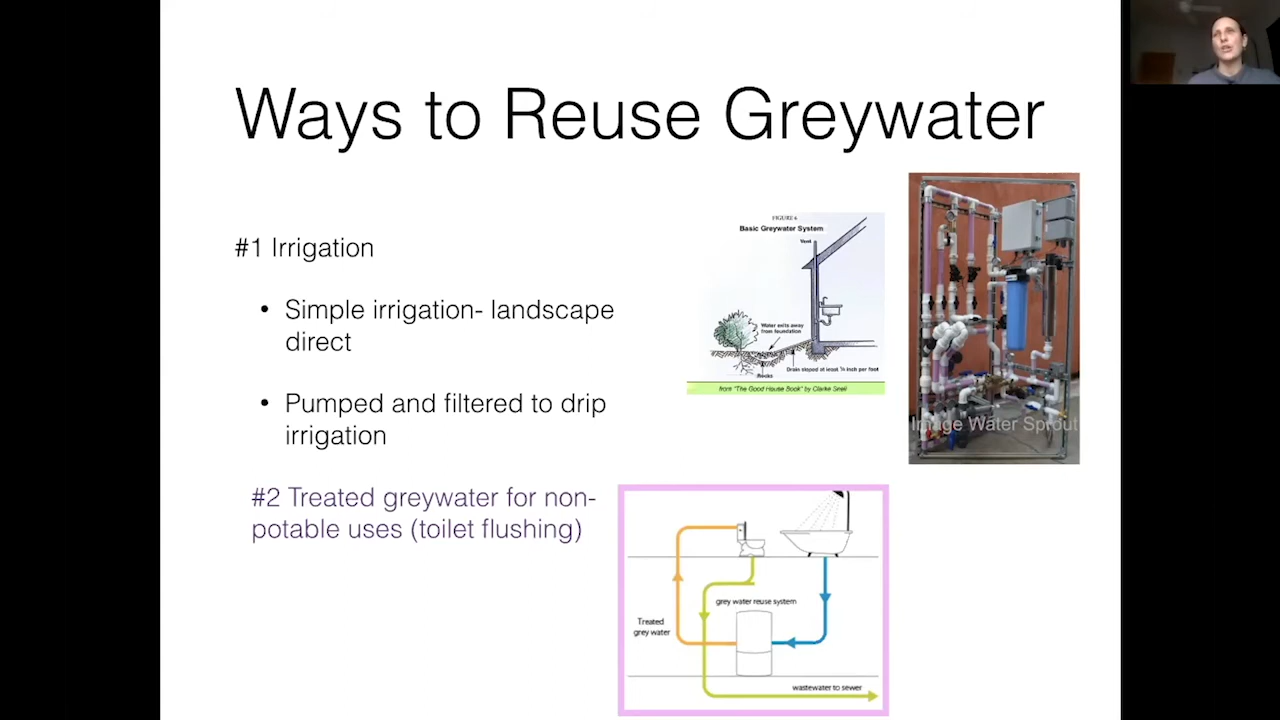 Ways to Reuse Greywater
#1 Irrigation
• Simple irrigation- landscape
direct
• Pumped and filtered to drip
irrigation
#2 Treated greywater for non-
potable uses (toilet flushing)
FIGURE 4
Basic Greywater System
Vent
Water exits away
from foundation
Rocks
Drain sloped at least ¼ inch per foot
from "The Good House Book" by Clarke Snell
Image Water Sprout
grey water reuse system
Treated
grey water
wastewater to sewer